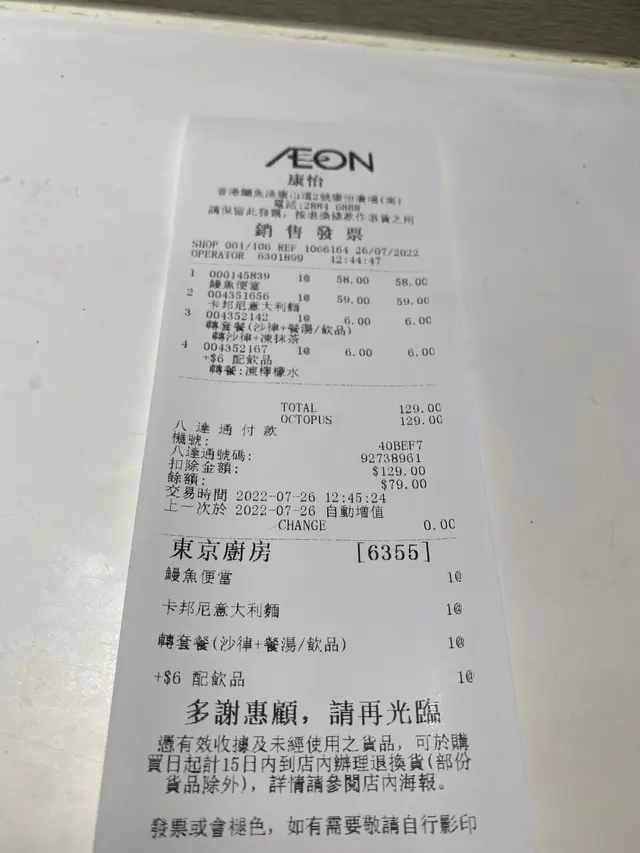 ÆON
康怡
香港鰂魚涌康山道2號康怡廣場(南)
電話:2884 6888
請保留此發票, 按退換條款作退貨之用
銷售發票
SHOP 001/106 REF 1066164 26/07/2022
OPERATOR 6301899 12:44:47
1 000145839 1@ 58.00 58.00
鰻魚便當
2 004351656 1@ 59.00 59.00
卡邦尼意大利麵
3 004352142 1@ 6.00 6.00
轉套餐(沙律+餐湯/飲品)
轉沙律+凍抹茶
4 004352167 1@ 6.00 6.00
+$6 配飲品
轉餐:凍檸檬水
TOTAL 129.00
OCTOPUS 129.00
八達通付款
機號: 40BEF7
八達通號碼: 92738961
扣除金額: $129.00
餘額: $79.00
交易時間 2022-07-26 12:45:24
上一次於 2022-07-26 自動增值
CHANGE 0.00
東京廚房 [6355]
鰻魚便當 1@
卡邦尼意大利麵 1@
轉套餐(沙律+餐湯/飲品) 1@
+$6 配飲品 1@
多謝惠顧, 請再光臨
憑有效收據及未經使用之貨品, 可於購
買日起計15日內到店內辦理退換貨(部份
貨品除外), 詳情請參閱店內海報。
發票或會褪色, 如有需要敬請自行影印